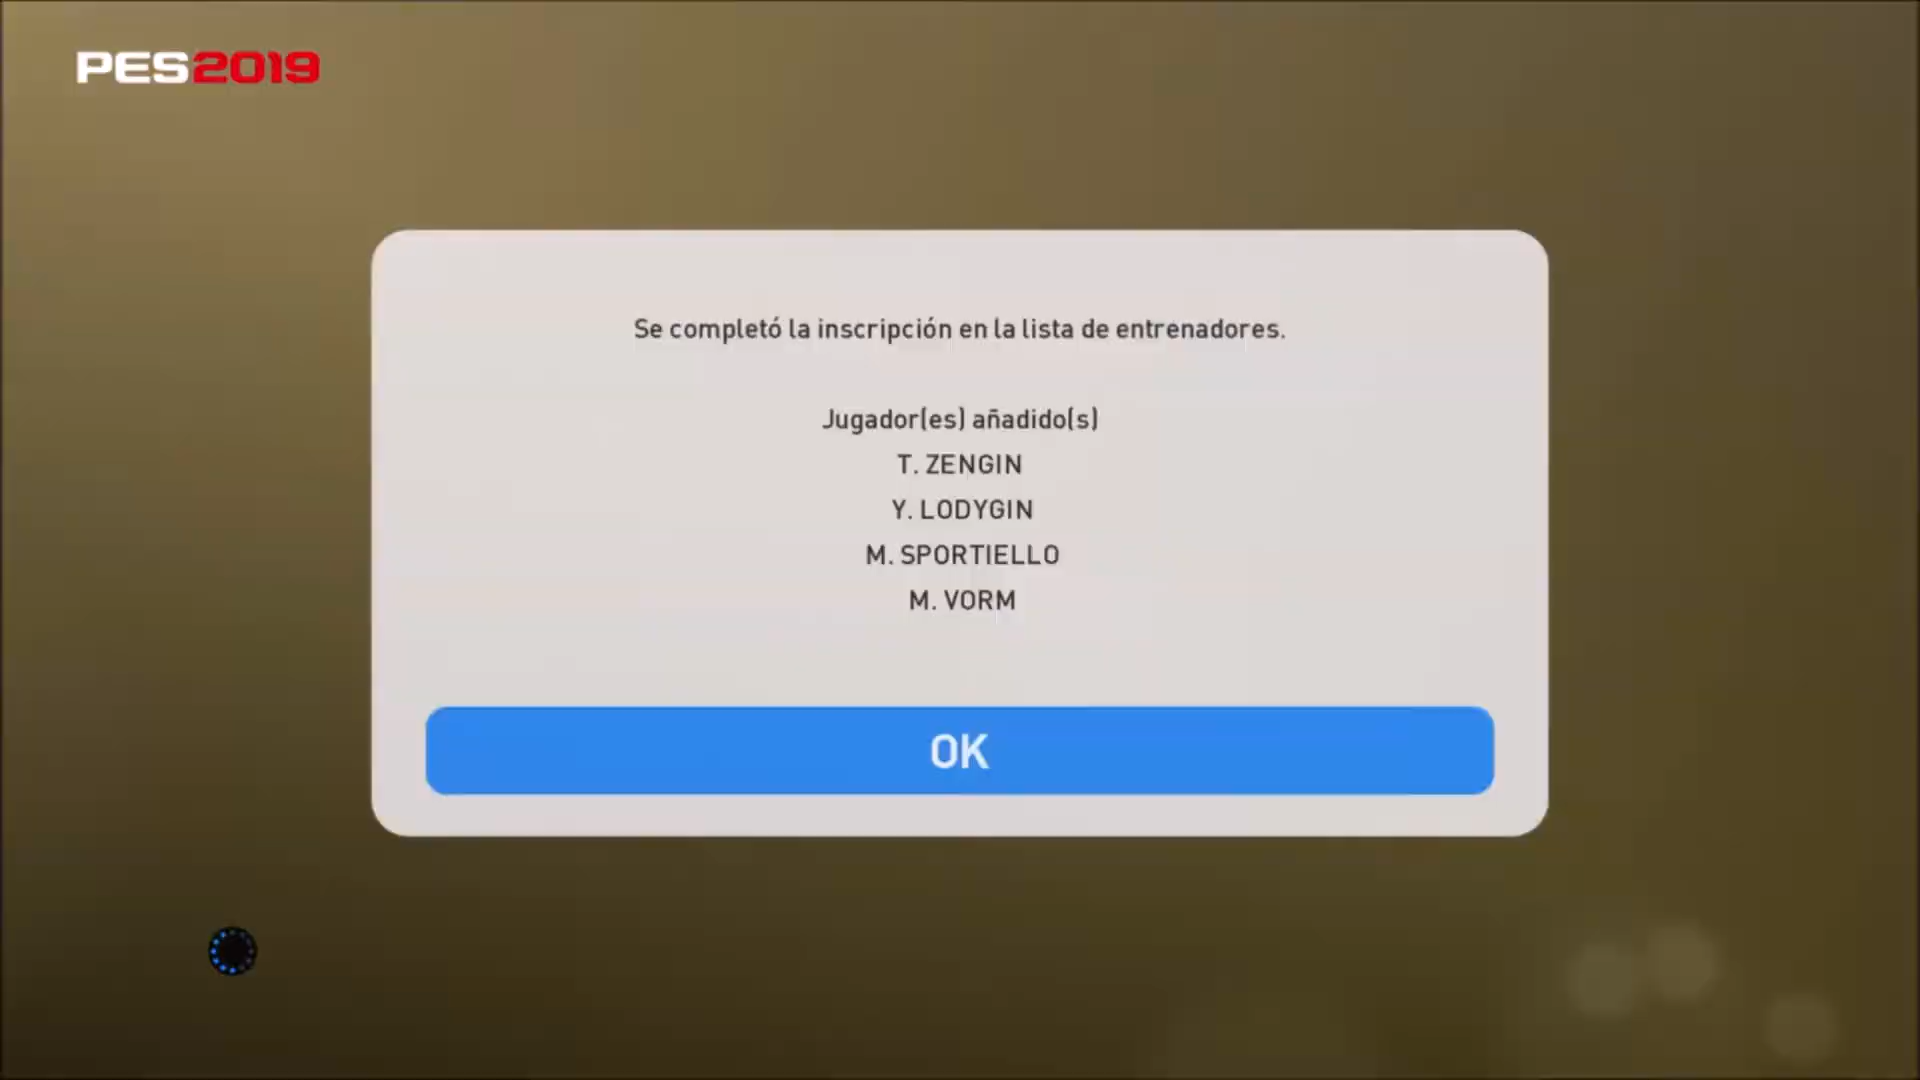 PES2019
Se completó la inscripción en la lista de entrenadores.
Jugador(es) añadido(s)
T. ZENGIN
Y. LODYGIN
M. SPORTIELLO
M. VORM
OK